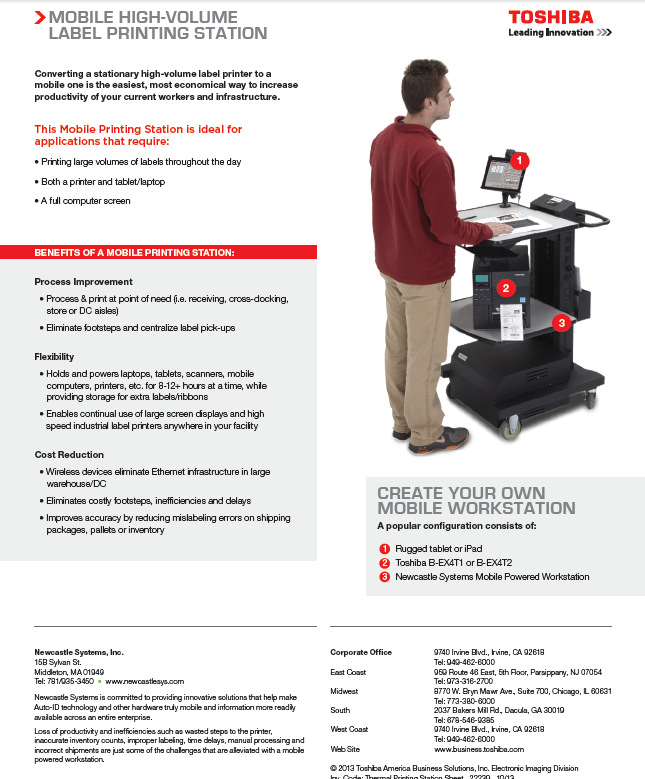 MOBILE HIGH-VOLUME
LABEL PRINTING STATION
TOSHIBA
Leading Innovation >>>
Converting a stationary high-volume label printer to a
mobile one is the easiest, most economical way to increase
productivity of your current workers and infrastructure.
This Mobile Printing Station is ideal for
applications that require:
• Printing large volumes of labels throughout the day
• Both a printer and tablet/laptop
• A full computer screen
BENEFITS OF A MOBILE PRINTING STATION:
Process Improvement
• Process & print at point of need (i.e. receiving, cross-docking,
store or DC aisles)
• Eliminate footsteps and centralize label pick-ups
Flexibility
• Holds and powers laptops, tablets, scanners, mobile
computers, printers, etc. for 8-12+ hours at a time, while
providing storage for extra labels/ribbons
• Enables continual use of large screen displays and high
speed industrial label printers anywhere in your facility
Cost Reduction
• Wireless devices eliminate Ethernet infrastructure in large
warehouse/DC
• Eliminates costly footsteps, inefficiencies and delays
• Improves accuracy by reducing mislabeling errors on shipping
packages, pallets or inventory
1
2
3
CREATE YOUR OWN
MOBILE WORKSTATION
A popular configuration consists of:
1 Rugged tablet or iPad
2 Toshiba B-EX4T1 or B-EX4T2
3 Newcastle Systems Mobile Powered Workstation
Newcastle Systems, Inc.
15B Sylvan St.
Middleton, MA 01949
Tel: 781/935-3450 • www.newcastlesys.com
Newcastle Systems is committed to providing innovative solutions that help make
Auto-ID technology and other hardware truly mobile and information more readily
available across an entire enterprise.
Loss of productivity and inefficiencies such as wasted steps to the printer,
inaccurate inventory counts, improper labeling, time delays, manual processing and
incorrect shipments are just some of the challenges that are alleviated with a mobile
powered workstation.
Corporate Office 9740 Irvine Blvd., Irvine, CA 92618
Tel: 949-462-6000
East Coast 959 Route 46 East, 5th Floor, Parsippany, NJ 07054
Tel: 973-316-2700
Midwest 8770 W. Bryn Mawr Ave., Suite 700, Chicago, IL 60631
Tel: 773-380-6000
South 2037 Bakers Mill Rd., Dacula, GA 30019
Tel: 678-546-9385
West Coast 9740 Irvine Blvd., Irvine, CA 92618
Tel: 949-462-6000
Web Site www.business.toshiba.com
© 2013 Toshiba America Business Solutions, Inc. Electronic Imaging Division
Inv. Code: Thermal Printing Station Sheet 22239 10/13